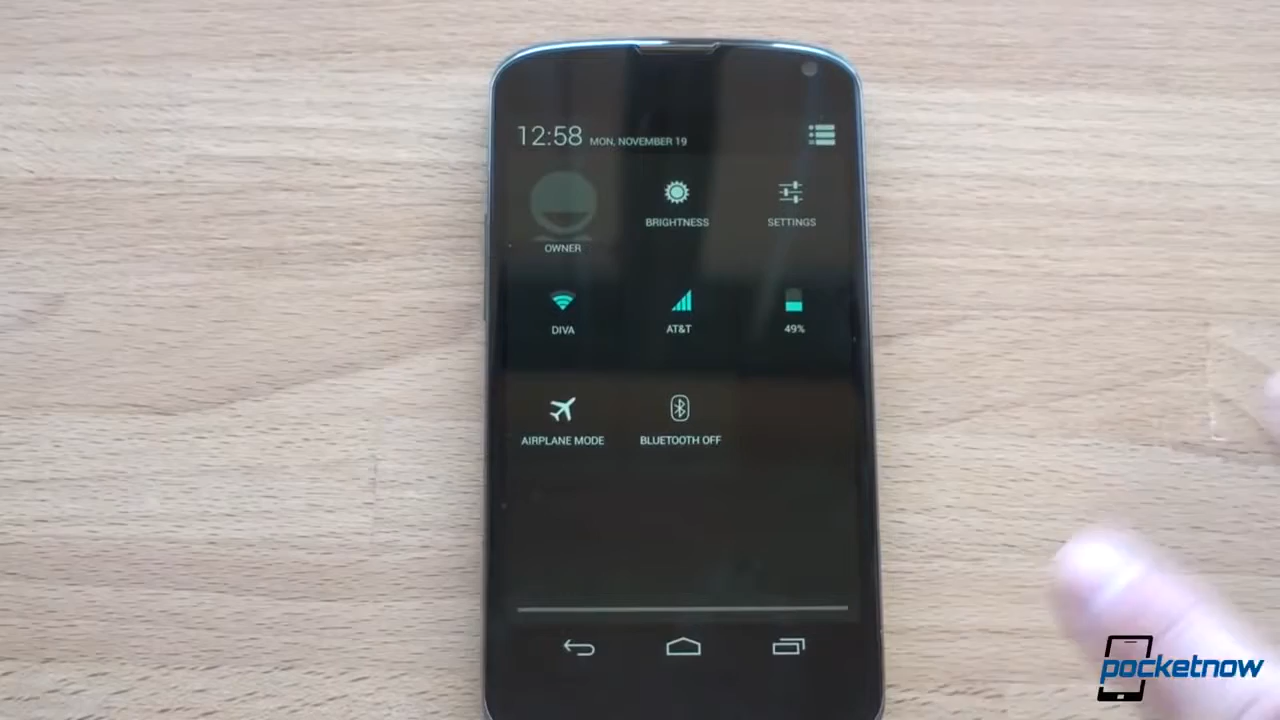 12:58 MON, NOVEMBER 19
OWNER
BRIGHTNESS
SETTINGS
DIVA
AT&T
49%
AIRPLANE MODE
BLUETOOTH OFF
pocketnow